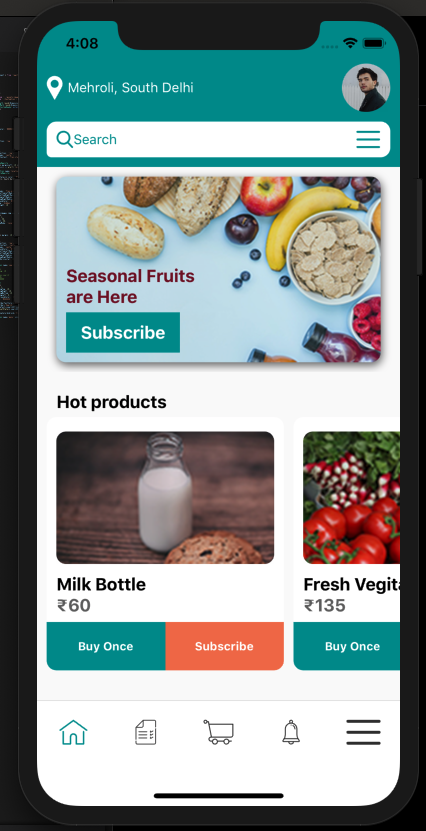 4:08
Mehroli, South Delhi
Search
Seasonal Fruits
are Here
Subscribe
Hot products
Milk Bottle
₹60
Buy Once
Subscribe
Fresh Vegita
₹135
Buy Once